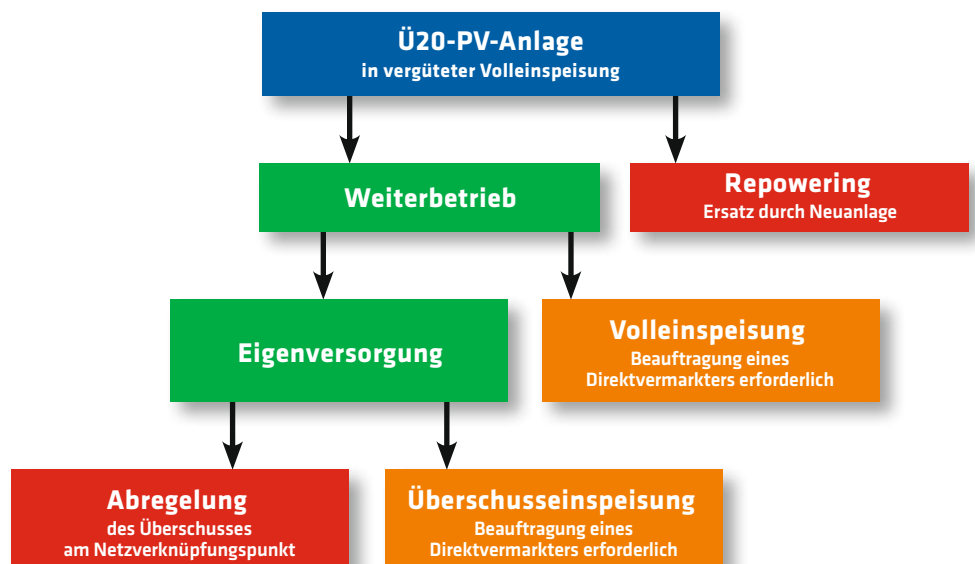 Ü20-PV-Anlage
in vergüteter Volleinspeisung
Weiterbetrieb
Repowering
Ersatz durch Neuanlage
Eigenversorgung
Volleinspeisung
Beauftragung eines
Direktvermarkters erforderlich
Abregelung
des Überschusses
am Netzverknüpfungspunkt
Überschusseinspeisung
Beauftragung eines
Direktvermarkters erforderlich